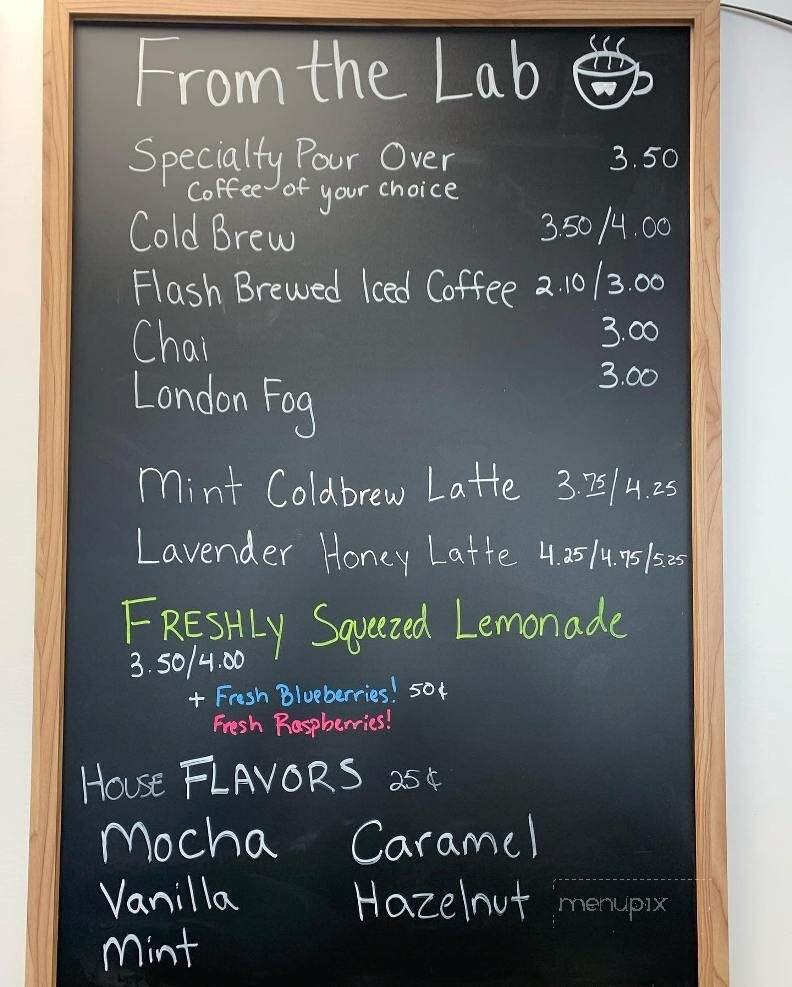 From the Lab
Specialty Pour Over 3.50
Coffee of your choice
Cold Brew 3.50/4.00
Flash Brewed Iced Coffee 2.10/3.00
Chai 3.00
London Fog 3.00
Mint Coldbrew Latte 3.75/4.25
Lavender Honey Latte 4.25/4.75/5.25
FRESHLY Squeezed Lemonade
3.50/4.00
+ Fresh Blueberries! 50¢
Fresh Raspberries!
HOUSE FLAVORS 25¢
Mocha Caramel
Vanilla Hazelnut menupix
Mint